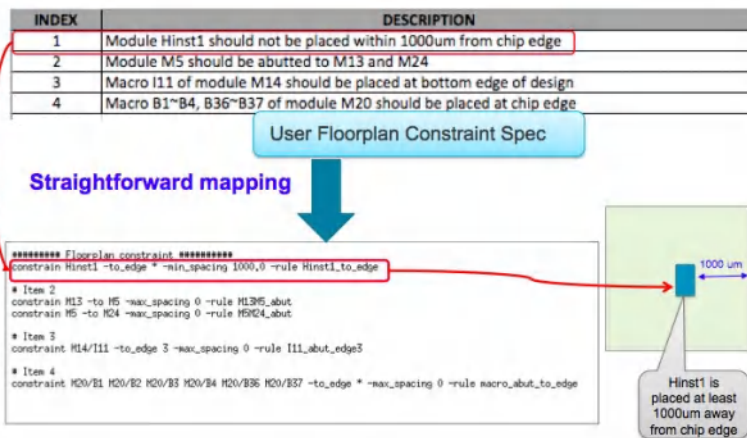 INDEX DESCRIPTION
1 Module Hinst1 should not be placed within 1000um from chip edge
2 Module M5 should be abutted to M13 and M24
3 Macro I11 of module M14 should be placed at bottom edge of design
4 Macro B1~B4, B36~B37 of module M20 should be placed at chip edge
User Floorplan Constraint Spec
Straightforward mapping
######### Floorplan constraint ##########
constrain Hinst1 -to_edge * -min_spacing 1000.0 -rule Hinst1_to_edge
# Item 2
constrain M13 -to M5 -max_spacing 0 -rule M13M5_abut
constrain M5 -to M24 -max_spacing 0 -rule M5M24_abut
# Item 3
constraint M14/I11 -to_edge 3 -max_spacing 0 -rule I11_abut_edge3
# Item 4
constraint M20/B1 M20/B2 M20/B3 M20/B4 M20/B36 M20/B37 -to_edge * -max_spacing 0 -rule macro_abut_to_edge
1000 um
Hinst1 is
placed at least
1000um away
from chip edge